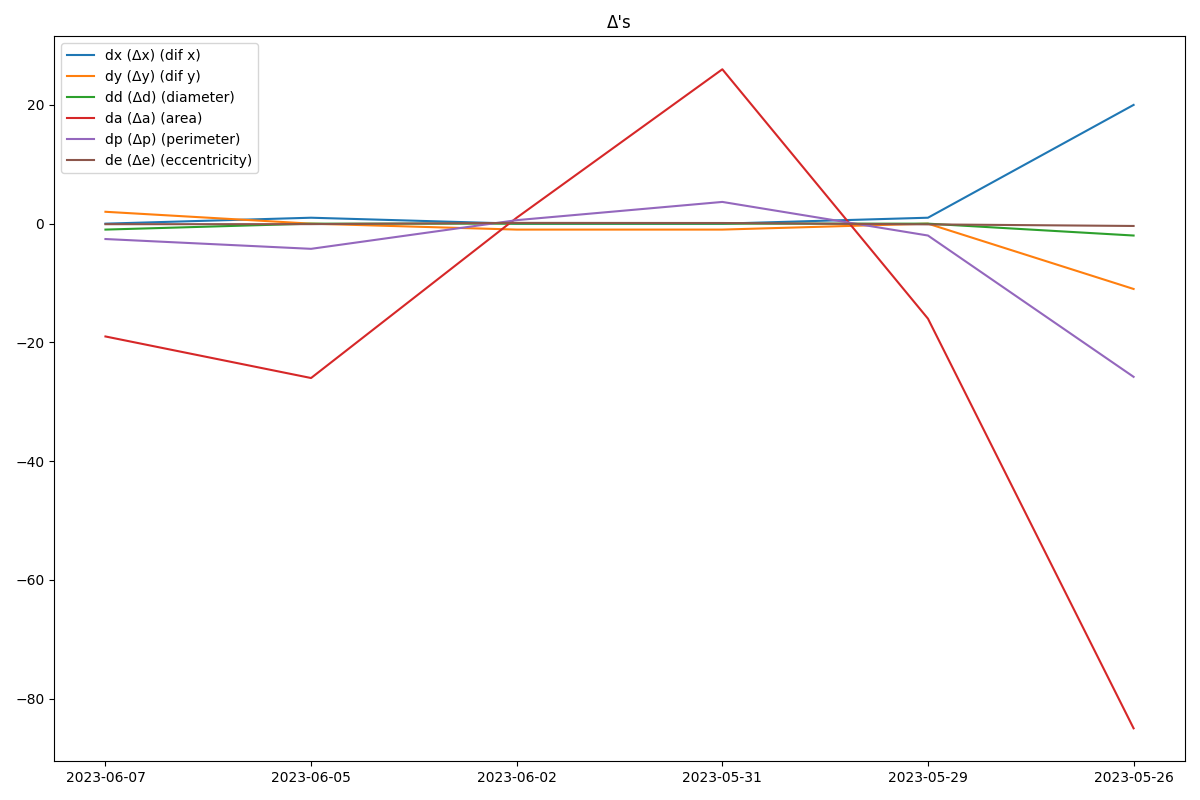 Δ's
dx (Δx) (dif x)
dy (Δy) (dif y)
dd (Δd) (diameter)
da (Δa) (area)
dp (Δp) (perimeter)
de (Δe) (eccentricity)
20
0
−20
−40
−60
−80
2023-06-07 2023-06-05 2023-06-02 2023-05-31 2023-05-29 2023-05-26